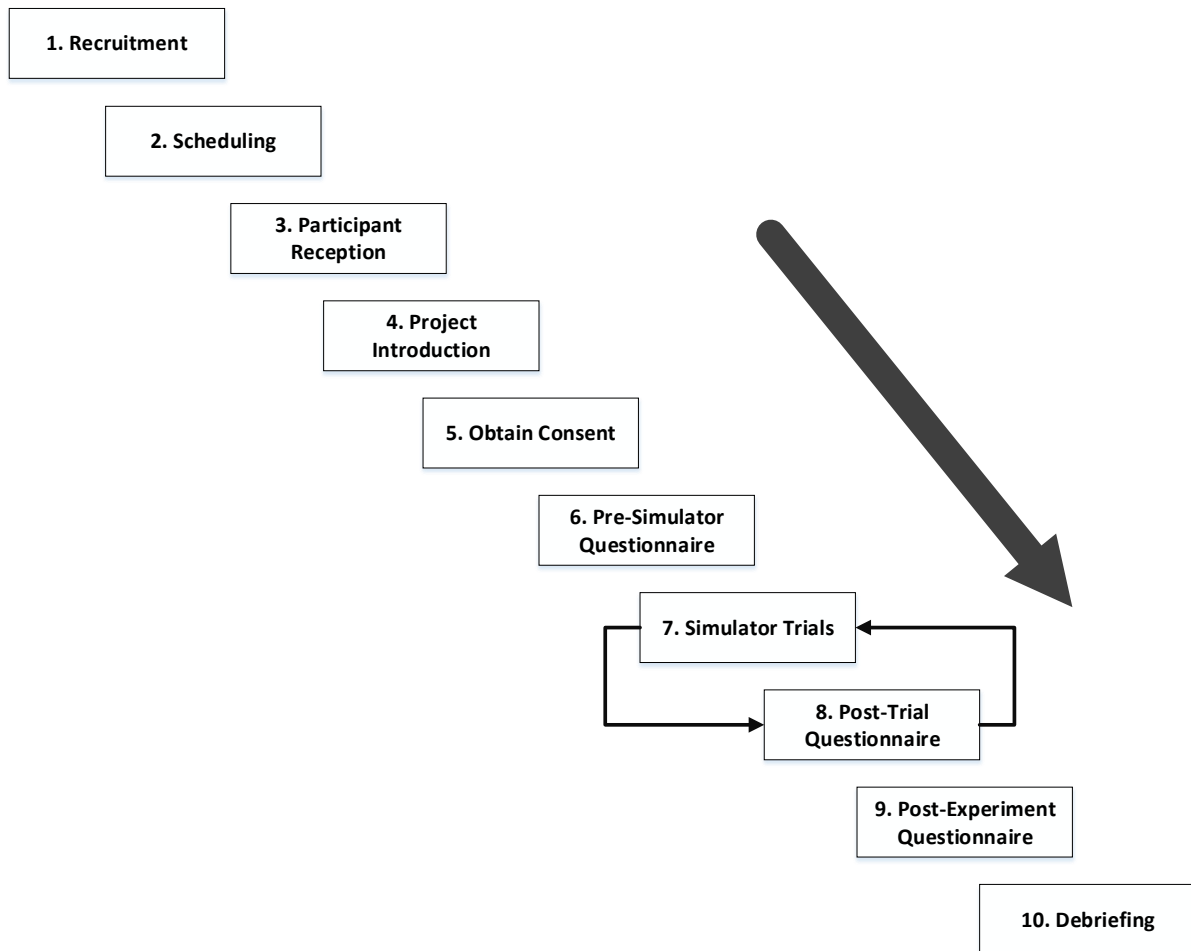 1. Recruitment
2. Scheduling
3. Participant
Reception
4. Project
Introduction
5. Obtain Consent
6. Pre-Simulator
Questionnaire
7. Simulator Trials
8. Post-Trial
Questionnaire
9. Post-Experiment
Questionnaire
10. Debriefing